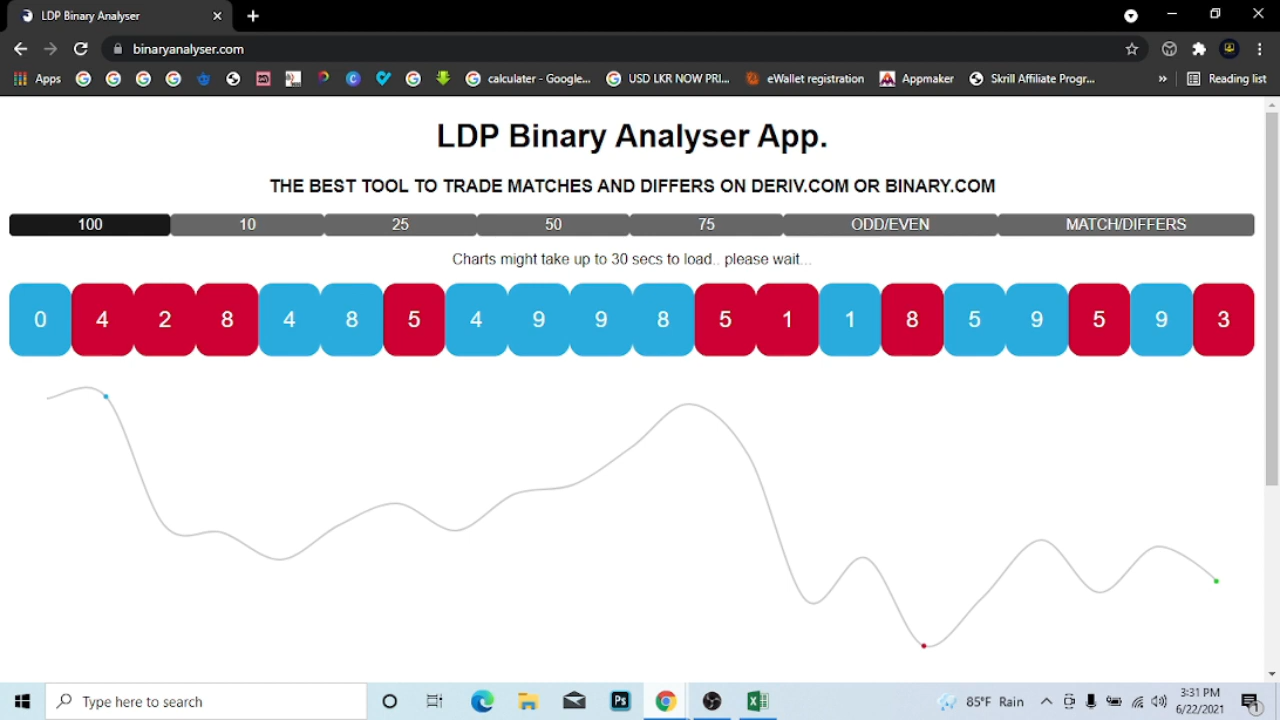 LDP Binary Analyser
binaryanalyser.com
Apps
calculater - Google...
USD LKR NOW PRI...
eWallet registration
Appmaker
Skrill Affiliate Progr...
»
Reading list
LDP Binary Analyser App.
THE BEST TOOL TO TRADE MATCHES AND DIFFERS ON DERIV.COM OR BINARY.COM
100 10 25 50 75 ODD/EVEN MATCH/DIFFERS
Charts might take up to 30 secs to load.. please wait...
0 4 2 8 4 8 5 4 9 9 8 5 1 1 8 5 9 5 9 3
Type here to search
Ps
85°F Rain
3:31 PM
6/22/2021
1